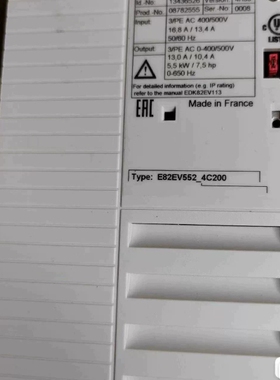 Id.-No
Prod.-No. 08782555 Ser.-No 0008
Input: 3/PE AC 400/500V
16,8 A / 13,4 A
50/60 Hz
Output: 3/PE AC 0-400/500V
13,0 A / 10,4 A
5,5 kW / 7,5 hp
0-650 Hz
For detailed information (e.g. IP rating)
refer to the manual EDK82EV113
EAC
Made in France
Type: E82EV552_4C200